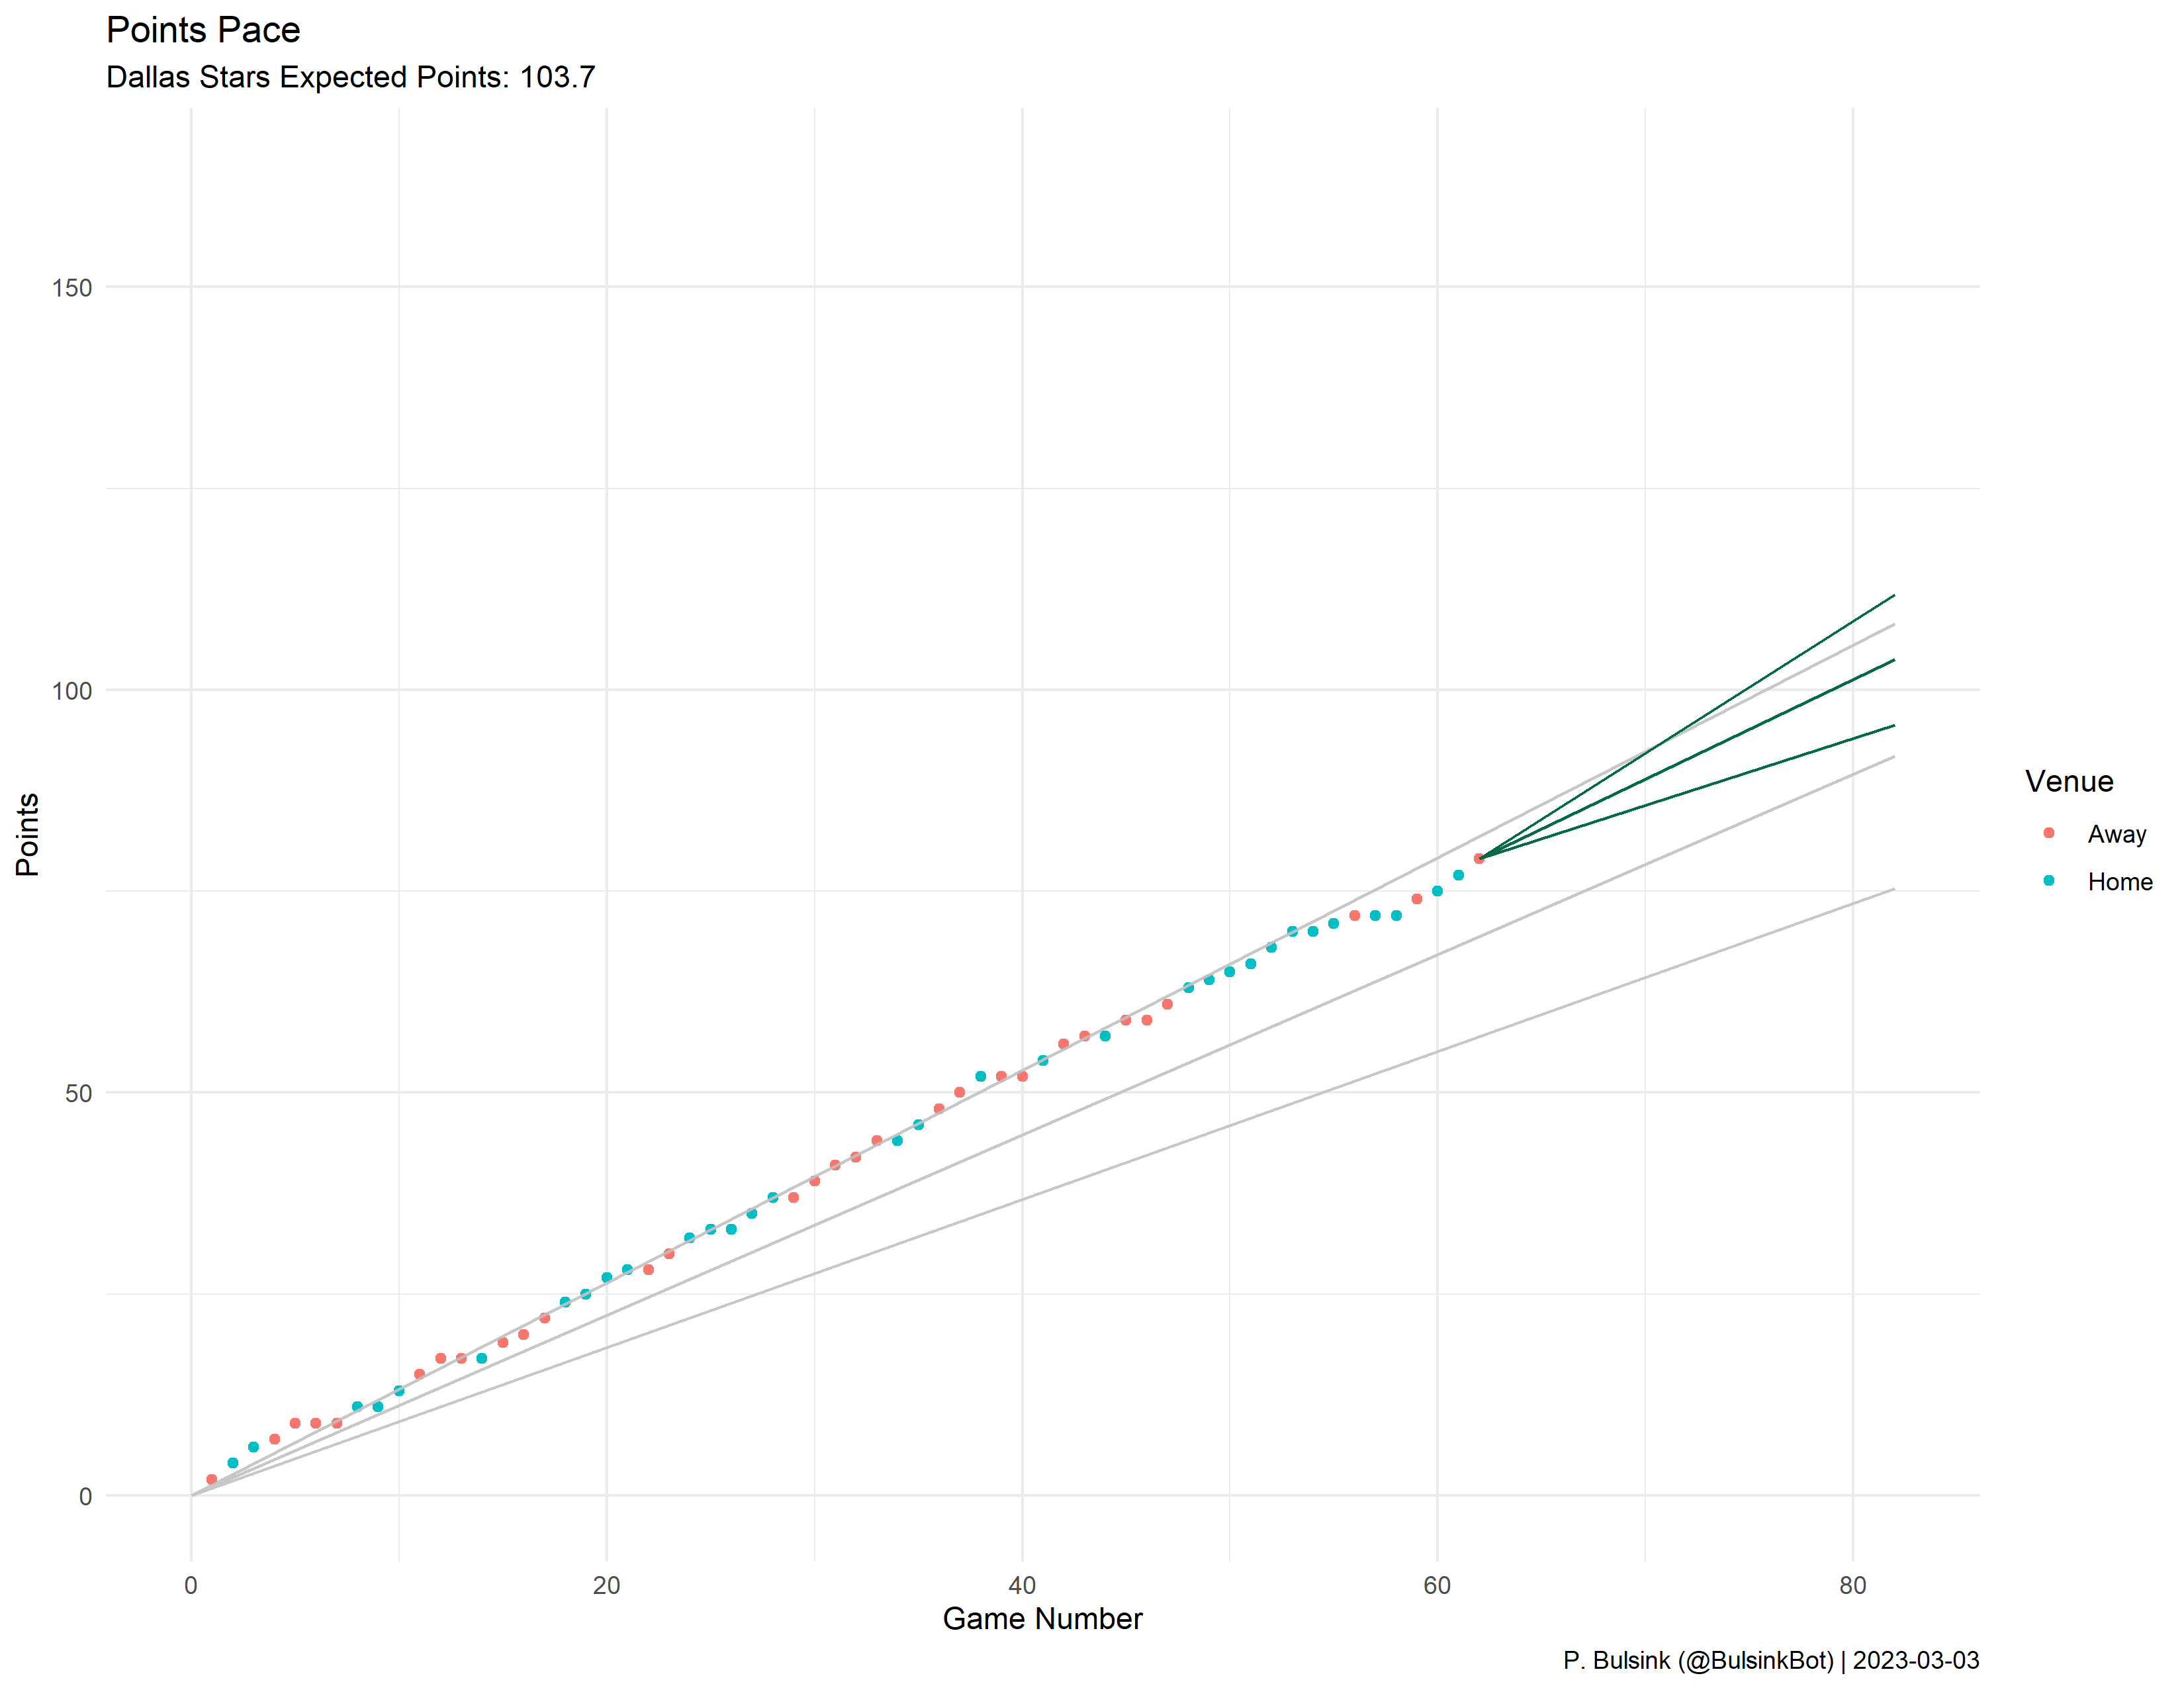 Points Pace
Dallas Stars Expected Points: 103.7
150
100
50
0
Points
0 20 40 60 80
Game Number
Venue
Away
Home
P. Bulsink (@BulsinkBot) | 2023-03-03